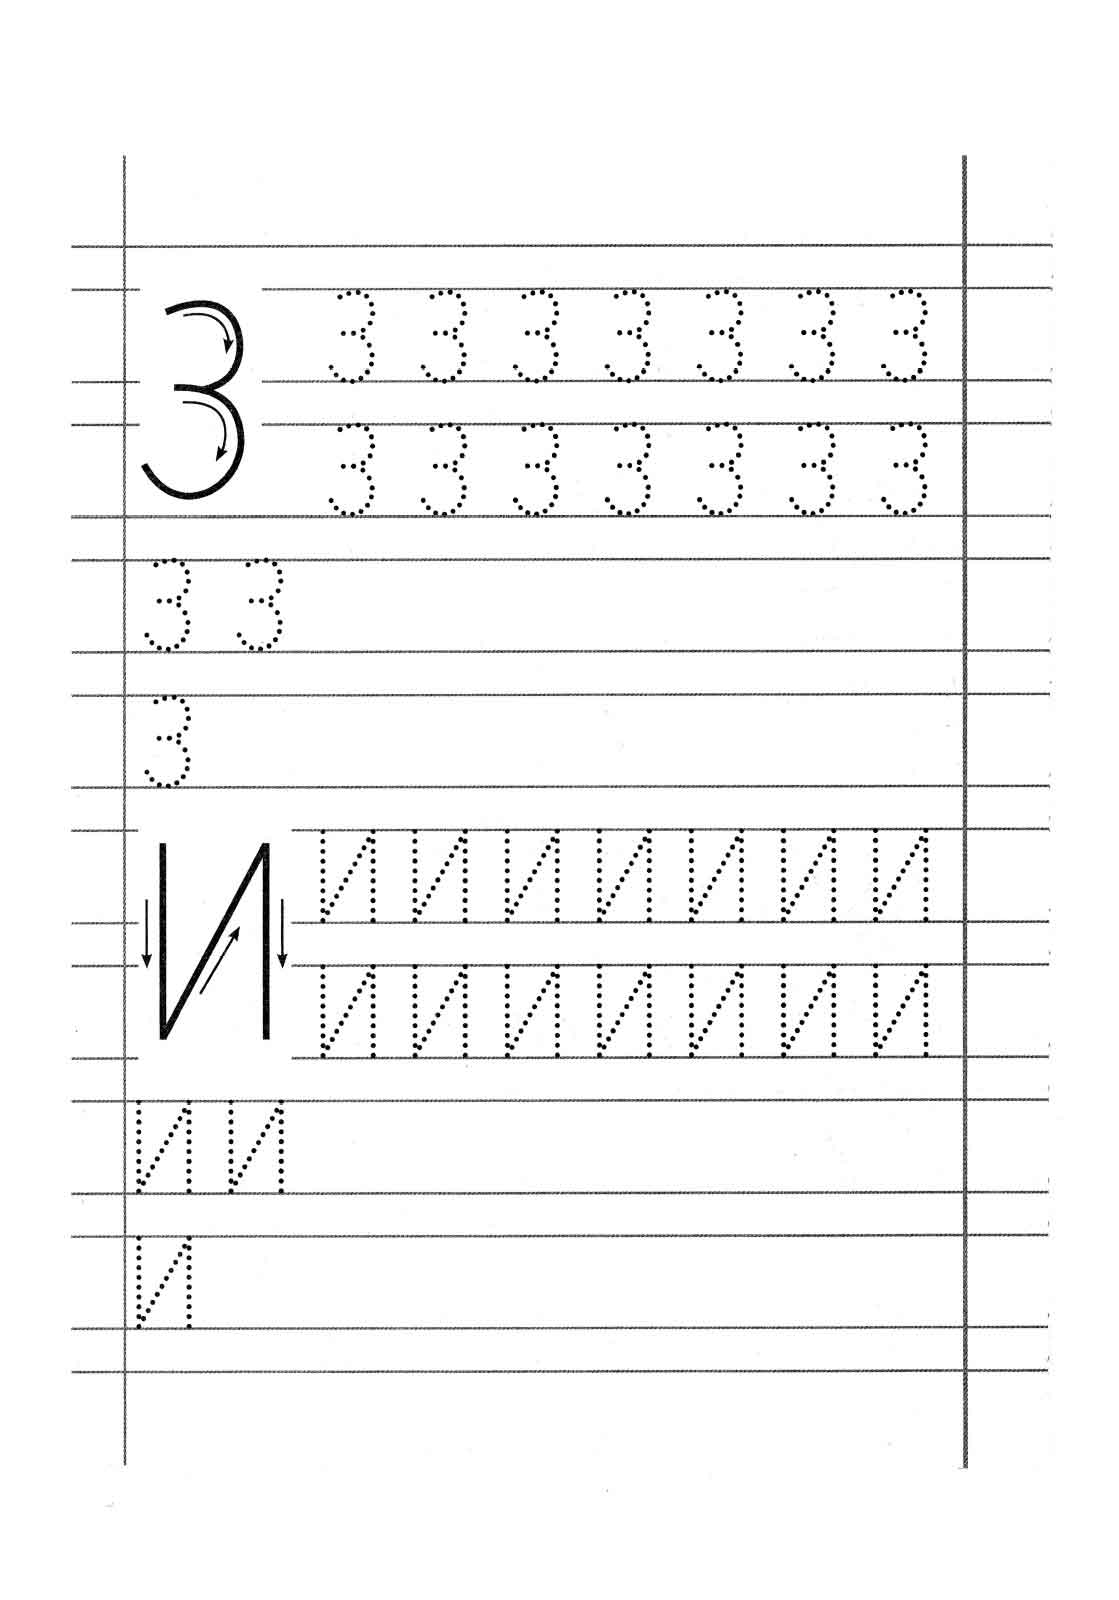 З З З З З З З З
З З З З З З З
З З
З
И И И И И И И И
И И И И И И И
И И
И